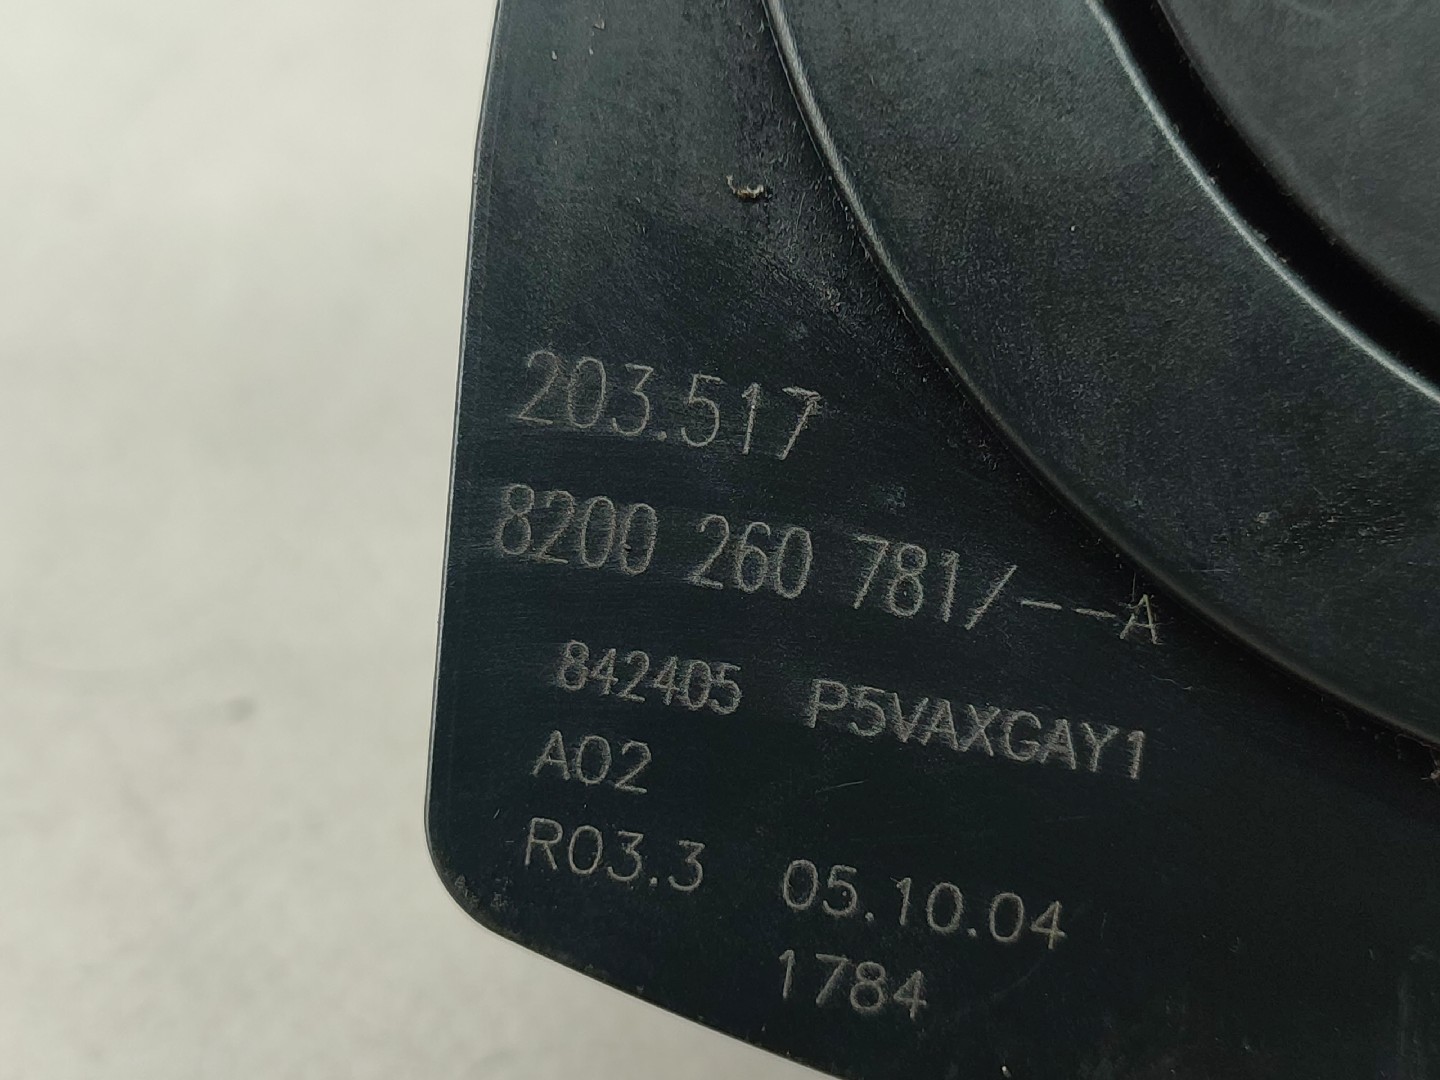 203.517
8200 260 781/---A
842405 P5VAXGAY1
A02
R03.3 05.10.04
1784